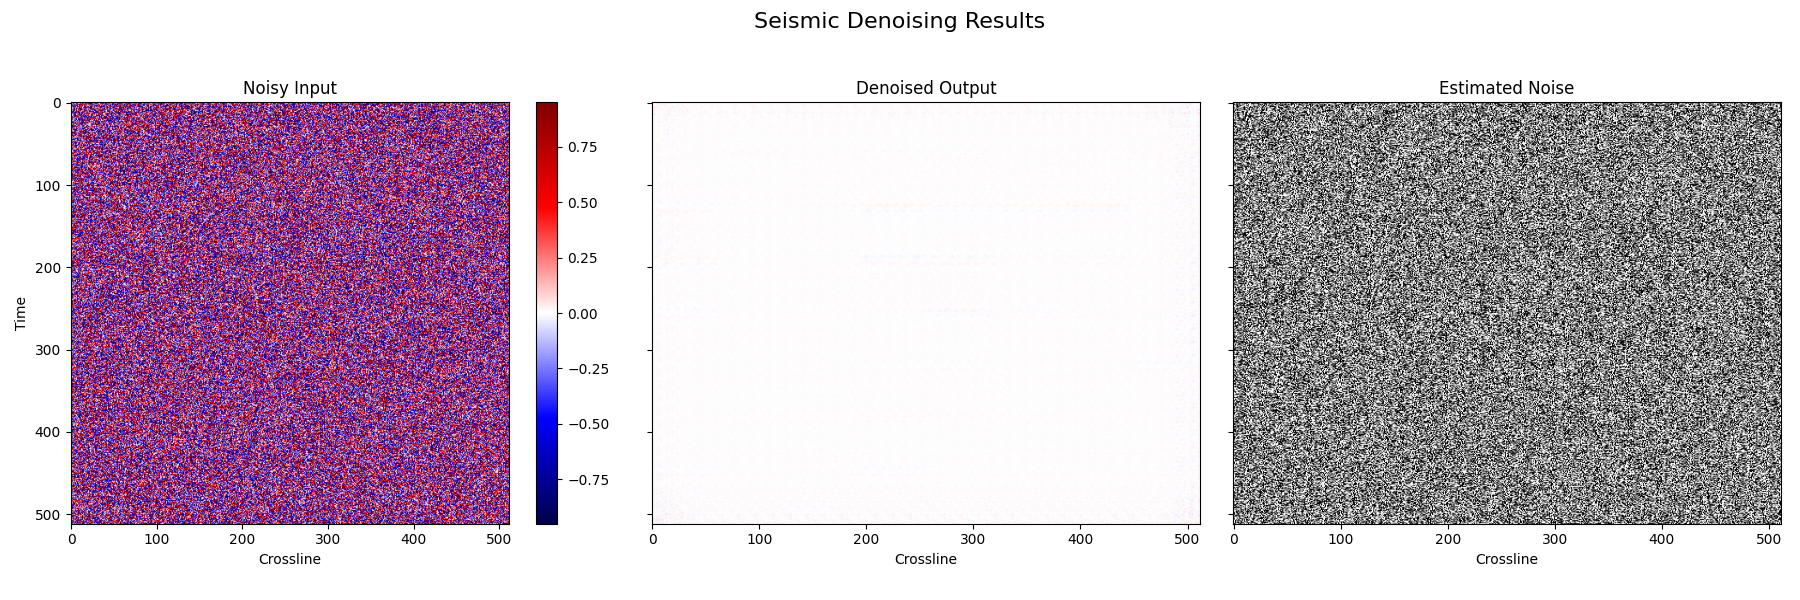 Seismic Denoising Results
Noisy Input
Denoised Output
Estimated Noise
0
100
200
300
400
500
Time
0 100 200 300 400 500
Crossline
0.75
0.50
0.25
0.00
−0.25
−0.50
−0.75
0 100 200 300 400 500
Crossline
0 100 200 300 400 500
Crossline